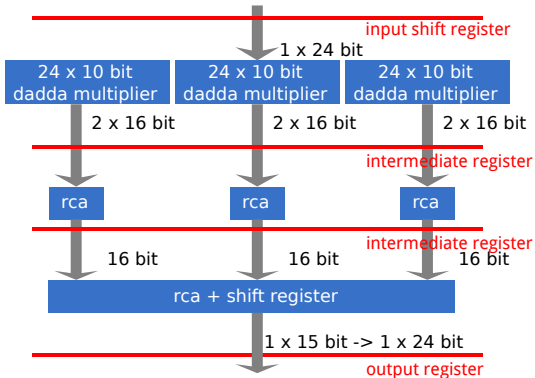 input shift register
1 x 24 bit
24 x 10 bit
dadda multiplier
24 x 10 bit
dadda multiplier
24 x 10 bit
dadda multiplier
2 x 16 bit
2 x 16 bit
2 x 16 bit
intermediate register
rca
rca
rca
intermediate register
16 bit
16 bit
16 bit
rca + shift register
1 x 15 bit -> 1 x 24 bit
output register